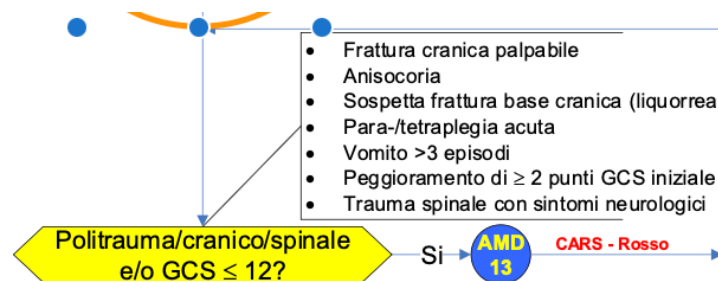 • Frattura cranica palpabile
• Anisocoria
• Sospetta frattura base cranica (liquorrea
• Para-/tetraplegia acuta
• Vomito >3 episodi
• Peggioramento di ≥ 2 punti GCS iniziale
• Trauma spinale con sintomi neurologici
Politrauma/cranico/spinale
e/o GCS ≤ 12?
Si
AMD
13
CARS - Rosso